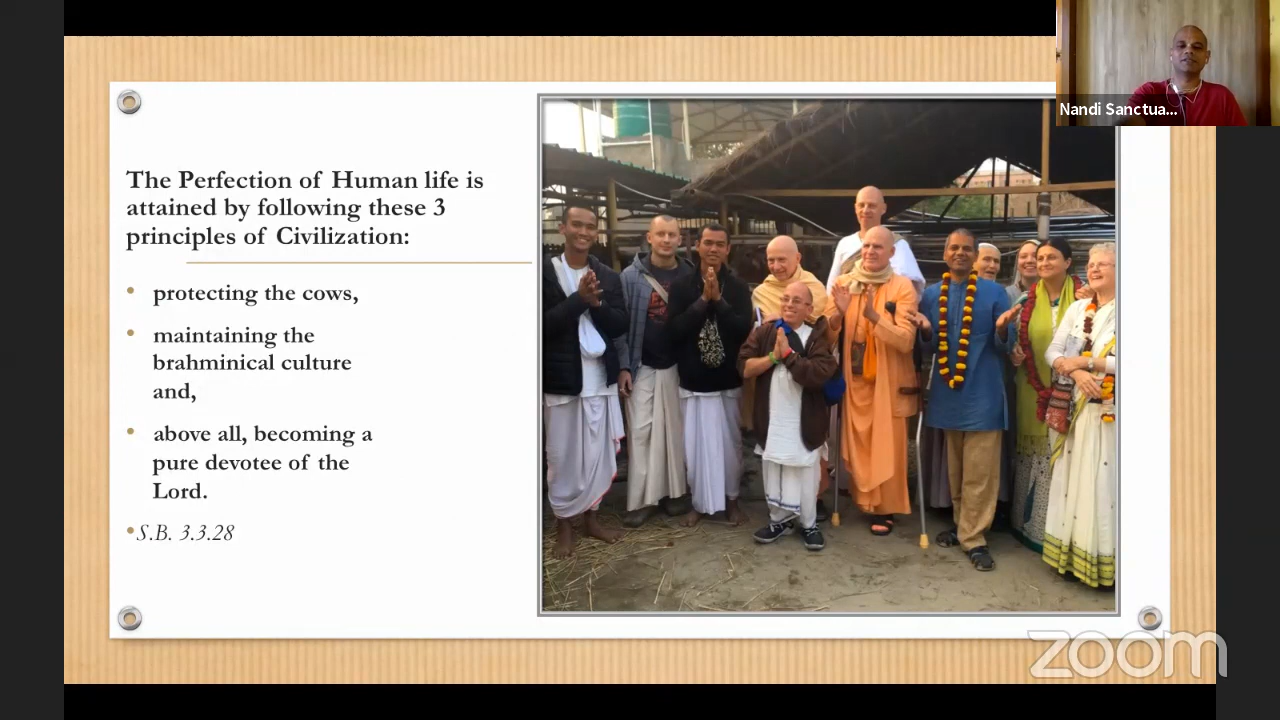 Nandi Sanctua...
The Perfection of Human life is
attained by following these 3
principles of Civilization:
• protecting the cows,
• maintaining the
brahminical culture
and,
• above all, becoming a
pure devotee of the
Lord.
•S.B. 3.3.28
zoom